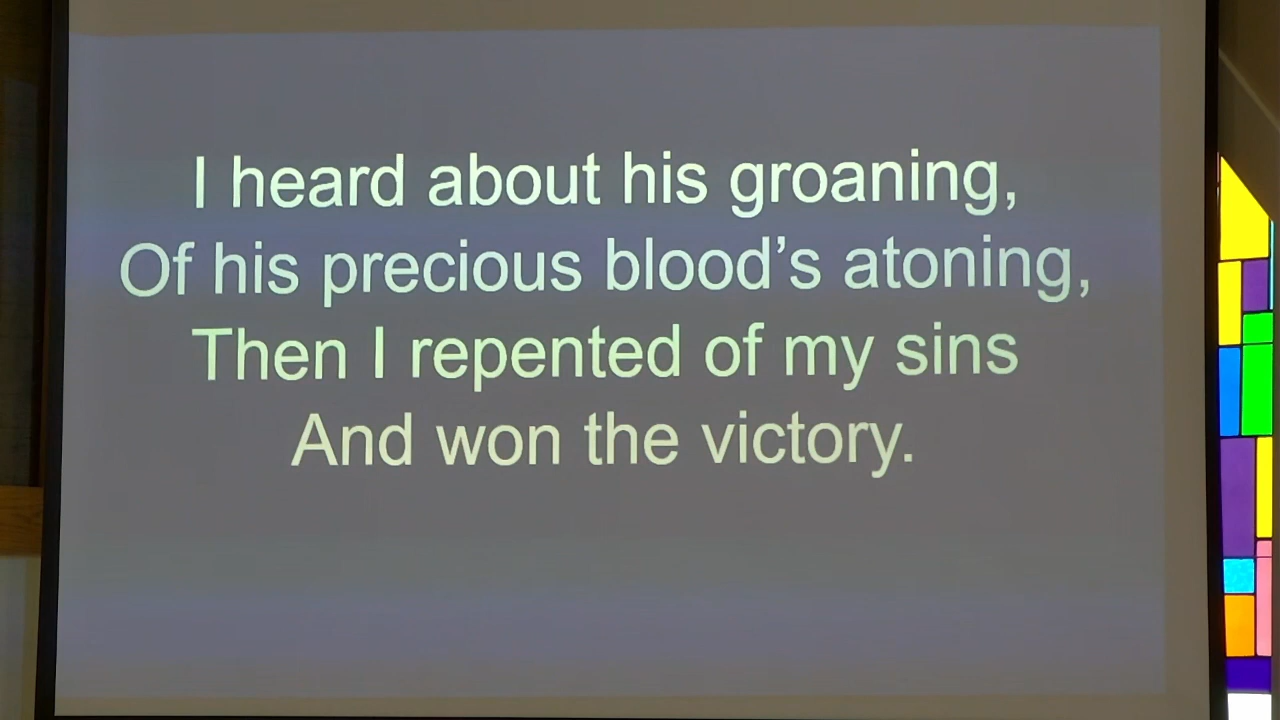 I heard about his groaning,
Of his precious blood’s atoning,
Then I repented of my sins
And won the victory.